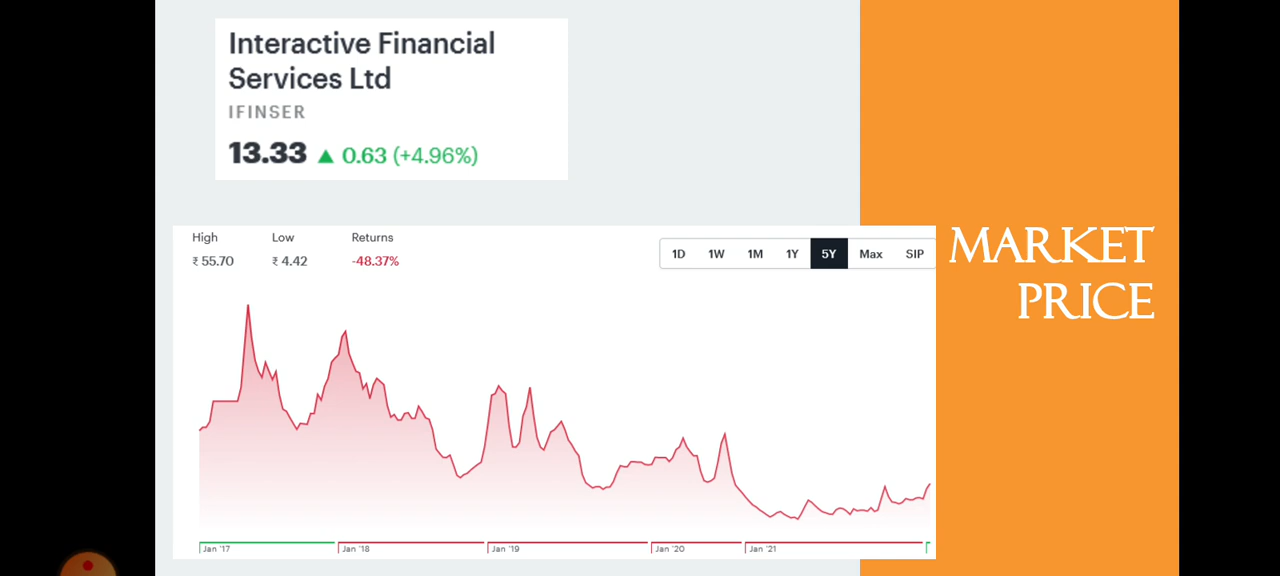 Interactive Financial
Services Ltd
IFINSER
13.33 ▲ 0.63 (+4.96%)
High Low Returns
₹ 55.70 ₹ 4.42 -48.37%
1D 1W 1M 1Y 5Y Max SIP
MARKET
PRICE
Jan '17 Jan '18 Jan '19 Jan '20 Jan '21